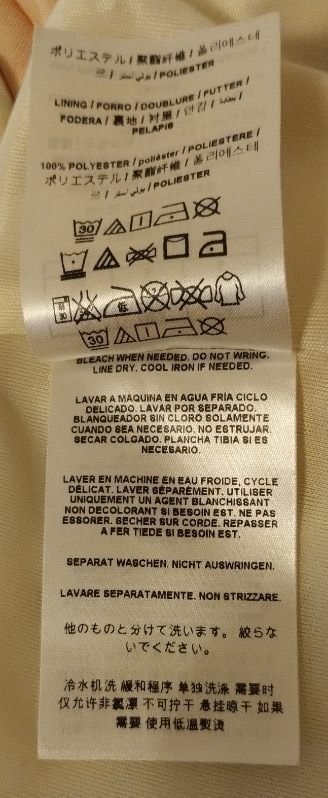 ポリエステル / 聚酯纤维 / 폴리에스테
르 / بولي استر / POLIESTER
LINING / FORRO / DOUBLURE / FUTTER /
FODERA / 裏地 / 衬里 / 안감 / بطانة /
PELAPIS
100% POLYESTER / poliéster / POLIESTERE /
ポリエステル / 聚酯纤维 / 폴리에스테
르 / بولي استر / POLIESTER
30
30
BLEACH WHEN NEEDED. DO NOT WRING.
LINE DRY. COOL IRON IF NEEDED.
LAVAR A MÁQUINA EN AGUA FRÍA CICLO
DELICADO. LAVAR POR SEPARADO.
BLANQUEADOR SIN CLORO SOLAMENTE
CUANDO SEA NECESARIO. NO ESTRUJAR.
SECAR COLGADO. PLANCHA TIBIA SI ES
NECESARIO.
LAVER EN MACHINE EN EAU FROIDE, CYCLE
DÉLICAT. LAVER SÉPARÉMENT. UTILISER
UNIQUEMENT UN AGENT BLANCHISSANT
NON DECOLORANT SI BESOIN EST. NE PAS
ESSORER. SECHER SUR CORDE. REPASSER
A FER TIEDE SI BESOIN EST.
SEPARAT WASCHEN. NICHT AUSWRINGEN.
LAVARE SEPARATAMENTE. NON STRIZZARE.
他のものと分けて洗います。 絞らな
いでください。
冷水机洗 緩和程序 单独洗涤 需要时
仅允许非氯漂 不可拧干 悬挂晾干 如果
需要 使用低溫熨烫